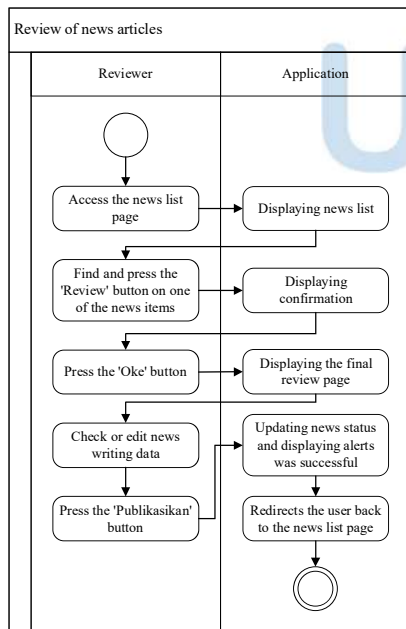 Review of news articles
Reviewer
Application
Access the news list
page
Displaying news list
Find and press the
'Review' button on one
of the news items
Displaying
confirmation
Press the 'Oke' button
Displaying the final
review page
Check or edit news
writing data
Updating news status
and displaying alerts
was successful
Press the 'Publikasikan'
button
Redirects the user back
to the news list page